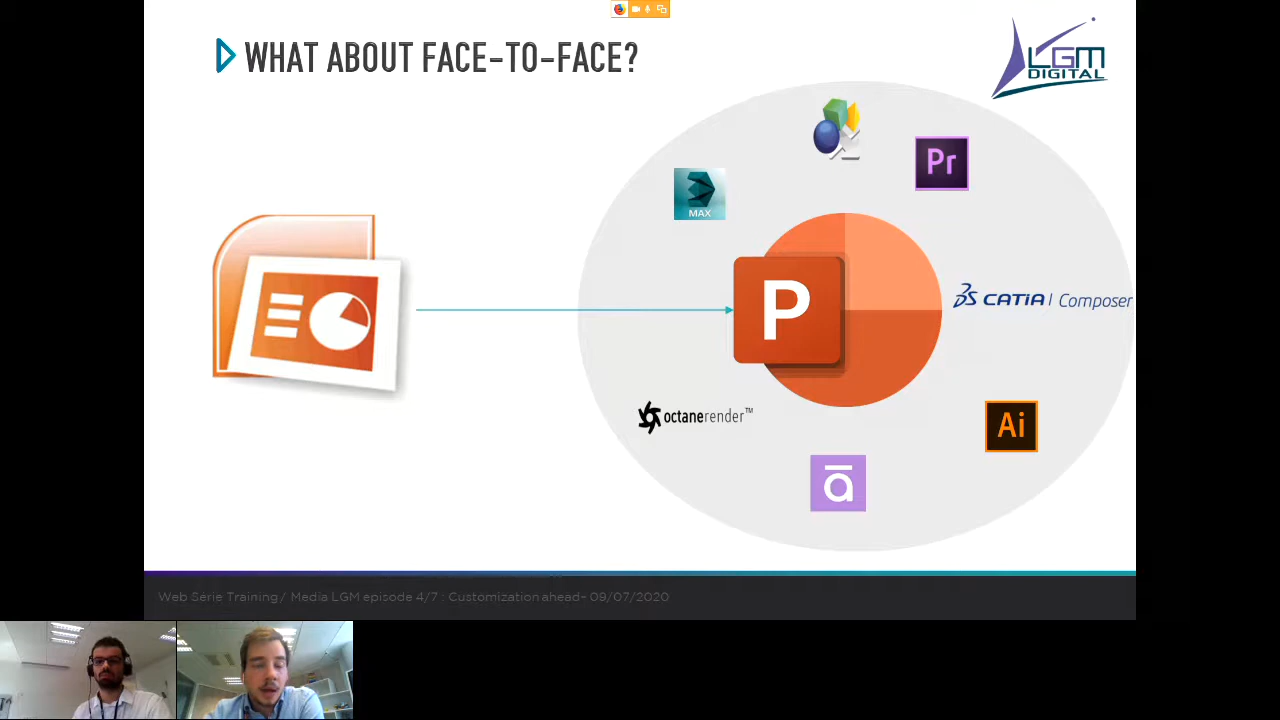 WHAT ABOUT FACE-TO-FACE?
LGM
DIGITAL
Pr
MAX
P
3S CATIA | Composer
octanerender™
Ai
ā
Web Série Training / Media LGM episode 4/7 : Customization ahead– 09/07/2020